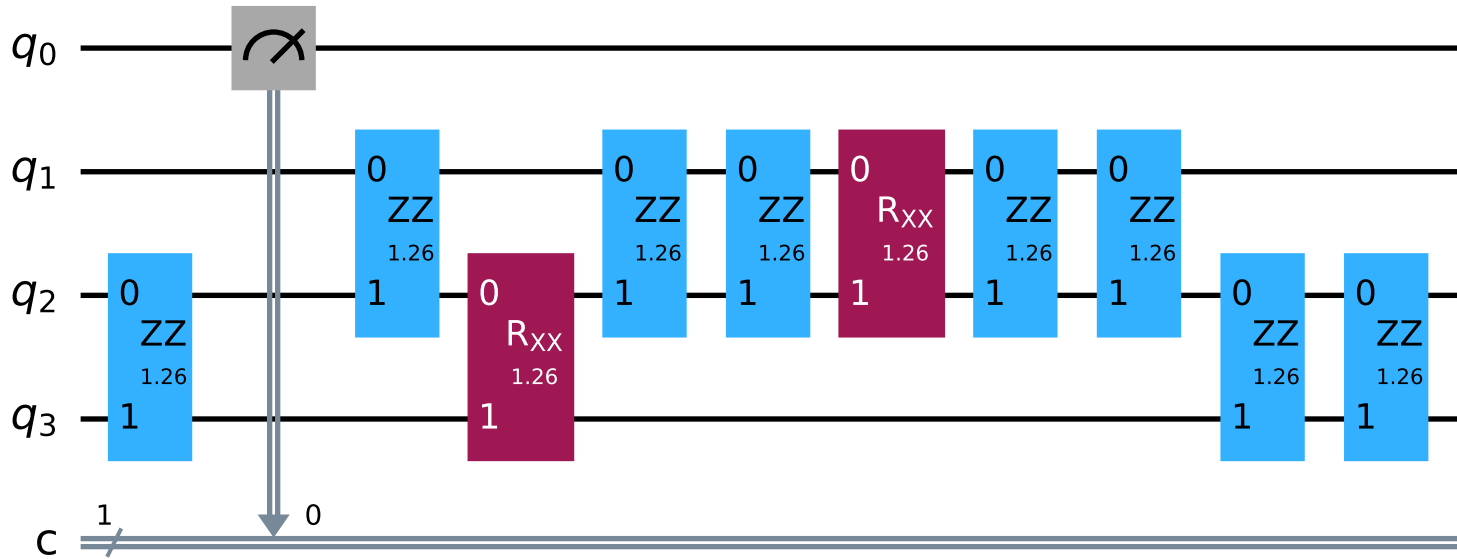 q0
0 0 0 0 0 0
q1
ZZ ZZ ZZ RXX ZZ ZZ
1.26 1.26 1.26 1.26 1.26 1.26
q2
0 1 0 1 1 1 1 1 0 0
ZZ RXX ZZ ZZ
1.26 1.26 1.26 1.26
q3
1 1 1 1
1 0
c